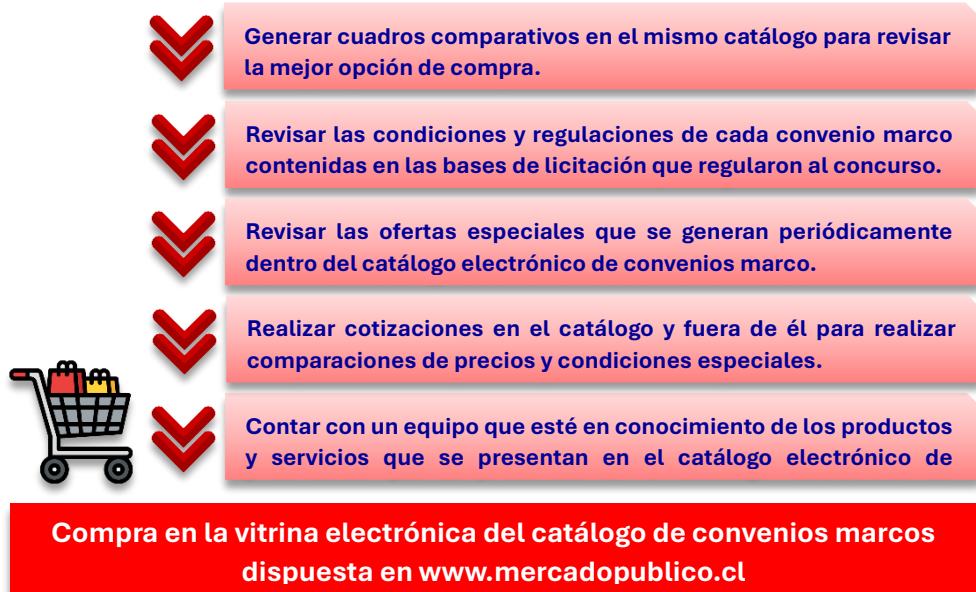 Generar cuadros comparativos en el mismo catálogo para revisar
la mejor opción de compra.
Revisar las condiciones y regulaciones de cada convenio marco
contenidas en las bases de licitación que regularon al concurso.
Revisar las ofertas especiales que se generan periódicamente
dentro del catálogo electrónico de convenios marco.
Realizar cotizaciones en el catálogo y fuera de él para realizar
comparaciones de precios y condiciones especiales.
Contar con un equipo que esté en conocimiento de los productos
y servicios que se presentan en el catálogo electrónico de
Compra en la vitrina electrónica del catálogo de convenios marcos
dispuesta en www.mercadopublico.cl